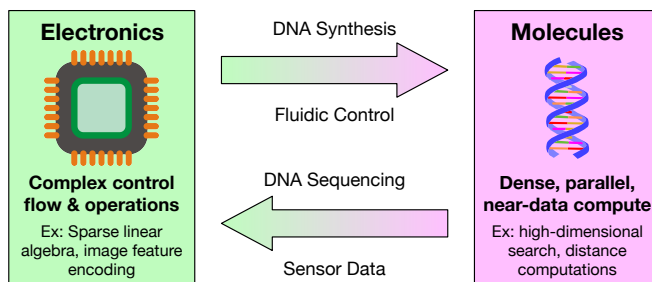 Electronics
Complex control
flow & operations
Ex: Sparse linear
algebra, image feature
encoding
DNA Synthesis
Fluidic Control
DNA Sequencing
Sensor Data
Molecules
Dense, parallel,
near-data compute
Ex: high-dimensional
search, distance
computations